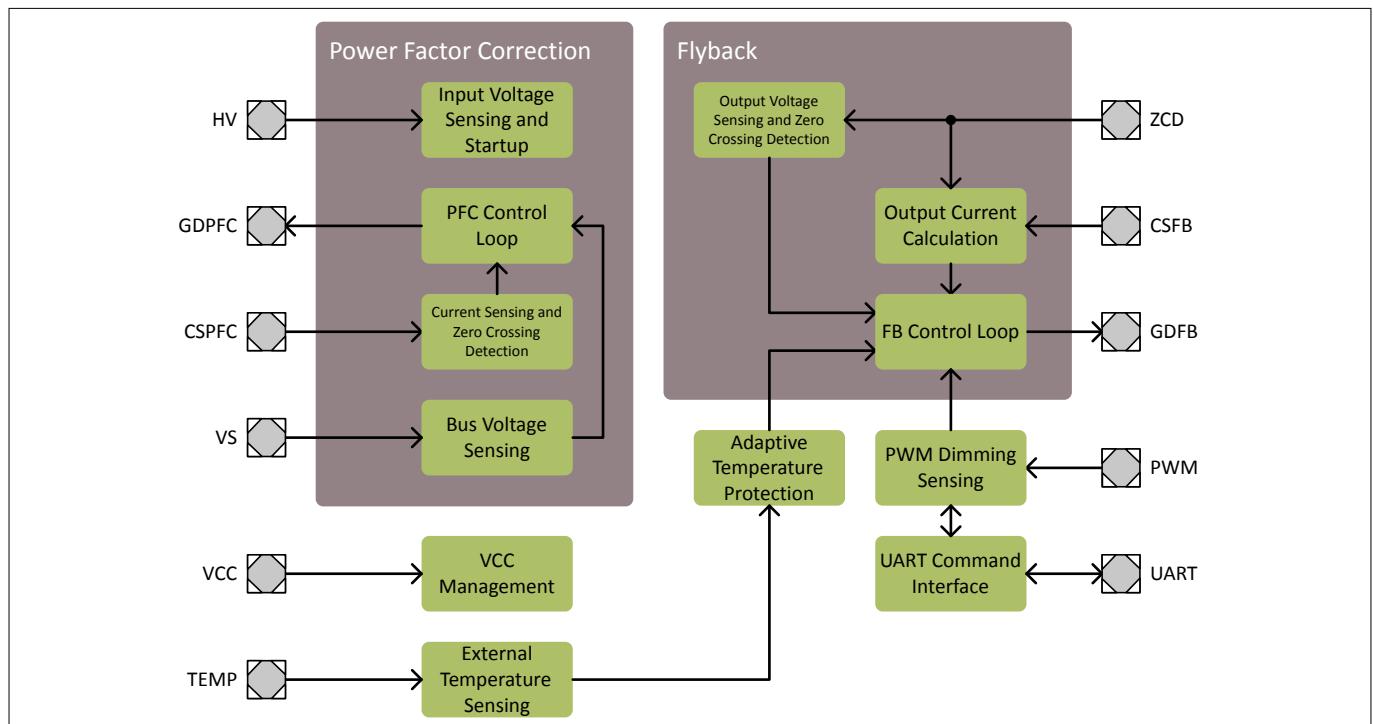 Power Factor Correction
Flyback
HV
Input Voltage
Sensing and
Startup
Output Voltage
Sensing and Zero
Crossing Detection
ZCD
GDPFC
PFC Control
Loop
Output Current
Calculation
CSFB
CSPFC
Current Sensing and
Zero Crossing
Detection
FB Control Loop
GDFB
VS
Bus Voltage
Sensing
Adaptive
Temperature
Protection
PWM Dimming
Sensing
PWM
VCC
VCC
Management
UART Command
Interface
UART
TEMP
External
Temperature
Sensing